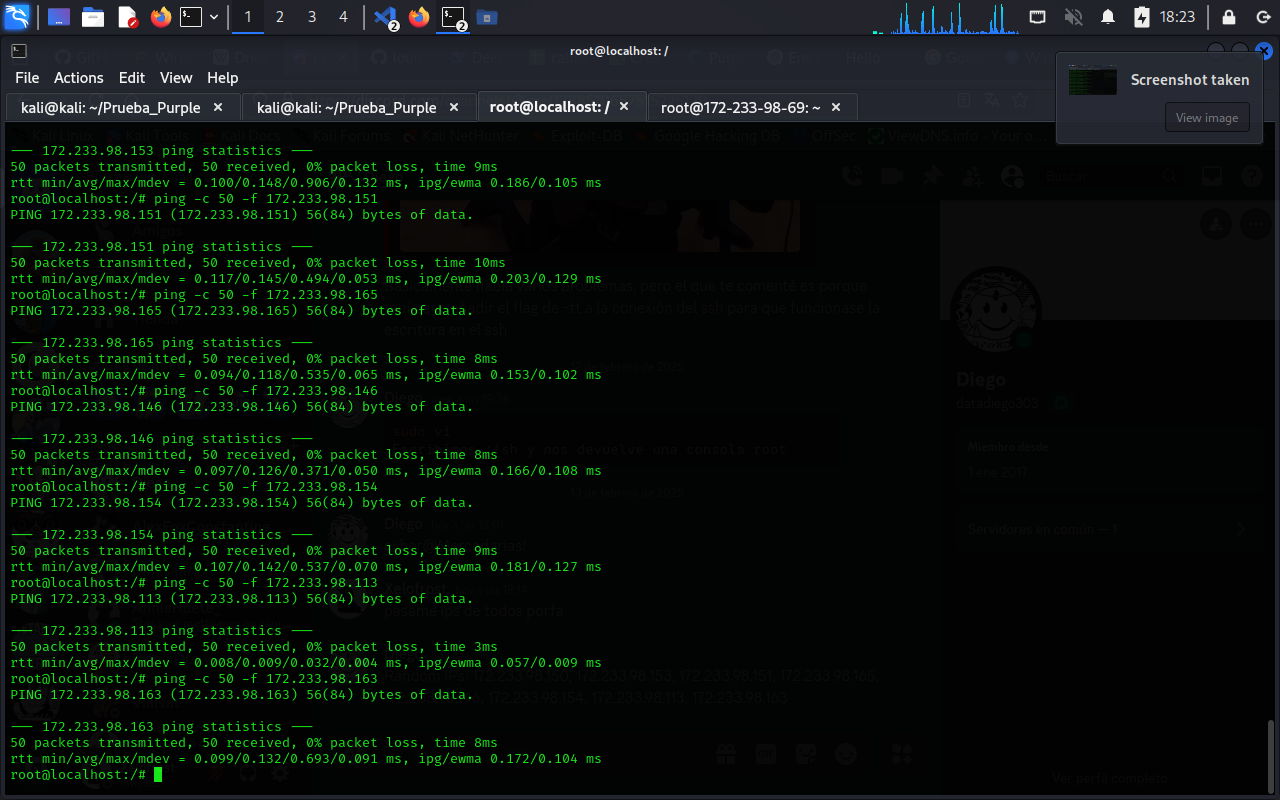 1 2 3 4 2 2 18:23
root@localhost: /
File Actions Edit View Help
Screenshot taken
View image
kali@kali: ~/Prueba_Purple × kali@kali: ~/Prueba_Purple × root@localhost: / × root@172-233-98-69: ~ ×
─── 172.233.98.153 ping statistics ───
50 packets transmitted, 50 received, 0% packet loss, time 9ms
rtt min/avg/max/mdev = 0.100/0.148/0.906/0.132 ms, ipg/ewma 0.186/0.105 ms
root@localhost:/# ping -c 50 -f 172.233.98.151
PING 172.233.98.151 (172.233.98.151) 56(84) bytes of data.
─── 172.233.98.151 ping statistics ───
50 packets transmitted, 50 received, 0% packet loss, time 10ms
rtt min/avg/max/mdev = 0.117/0.145/0.494/0.053 ms, ipg/ewma 0.203/0.129 ms
root@localhost:/# ping -c 50 -f 172.233.98.165
PING 172.233.98.165 (172.233.98.165) 56(84) bytes of data.
─── 172.233.98.165 ping statistics ───
50 packets transmitted, 50 received, 0% packet loss, time 8ms
rtt min/avg/max/mdev = 0.094/0.118/0.535/0.065 ms, ipg/ewma 0.153/0.102 ms
root@localhost:/# ping -c 50 -f 172.233.98.146
PING 172.233.98.146 (172.233.98.146) 56(84) bytes of data.
─── 172.233.98.146 ping statistics ───
50 packets transmitted, 50 received, 0% packet loss, time 8ms
rtt min/avg/max/mdev = 0.097/0.126/0.371/0.050 ms, ipg/ewma 0.166/0.108 ms
root@localhost:/# ping -c 50 -f 172.233.98.154
PING 172.233.98.154 (172.233.98.154) 56(84) bytes of data.
─── 172.233.98.154 ping statistics ───
50 packets transmitted, 50 received, 0% packet loss, time 9ms
rtt min/avg/max/mdev = 0.107/0.142/0.537/0.070 ms, ipg/ewma 0.181/0.127 ms
root@localhost:/# ping -c 50 -f 172.233.98.113
PING 172.233.98.113 (172.233.98.113) 56(84) bytes of data.
─── 172.233.98.113 ping statistics ───
50 packets transmitted, 50 received, 0% packet loss, time 3ms
rtt min/avg/max/mdev = 0.008/0.009/0.032/0.004 ms, ipg/ewma 0.057/0.009 ms
root@localhost:/# ping -c 50 -f 172.233.98.163
PING 172.233.98.163 (172.233.98.163) 56(84) bytes of data.
─── 172.233.98.163 ping statistics ───
50 packets transmitted, 50 received, 0% packet loss, time 8ms
rtt min/avg/max/mdev = 0.099/0.132/0.693/0.091 ms, ipg/ewma 0.172/0.104 ms
root@localhost:/#
Diego
datadiego303
Miembro desde
Servidores en común — 1
Ver perfil completo